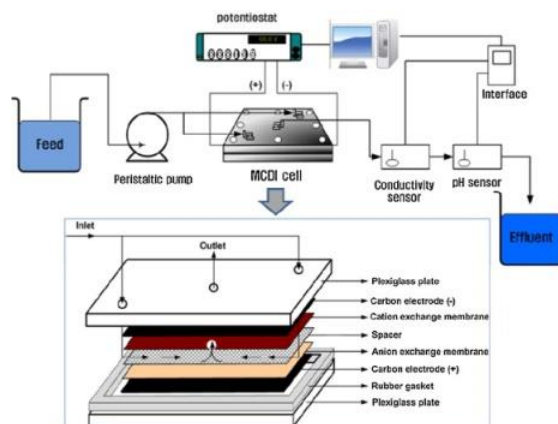 potentiostat
(+)
(-)
Interface
Feed
Peristaltic pump
MCDI cell
Conductivity
sensor
pH sensor
Effluent
Inlet
Outlet
Plexiglass plate
Carbon electrode (-)
Cation exchange membrane
Spacer
Anion exchange membrane
Carbon electrode (+)
Rubber gasket
Plexiglass plate